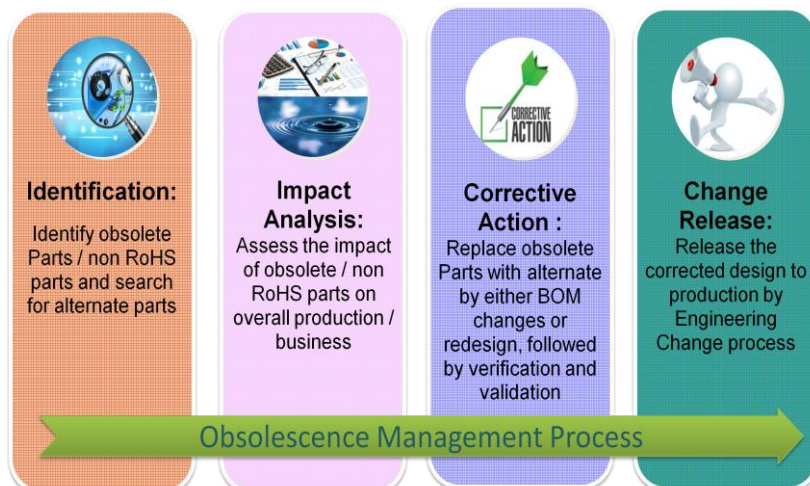 Identification:
Identify obsolete
Parts / non RoHS
parts and search
for alternate parts
Impact
Analysis:
Assess the impact
of obsolete / non
RoHS parts on
overall production /
business
CORRECTIVE
ACTION
Corrective
Action :
Replace obsolete
Parts with alternate
by either BOM
changes or
redesign, followed
by verification and
validation
Change
Release:
Release the
corrected design to
production by
Engineering
Change process
Obsolescence Management Process